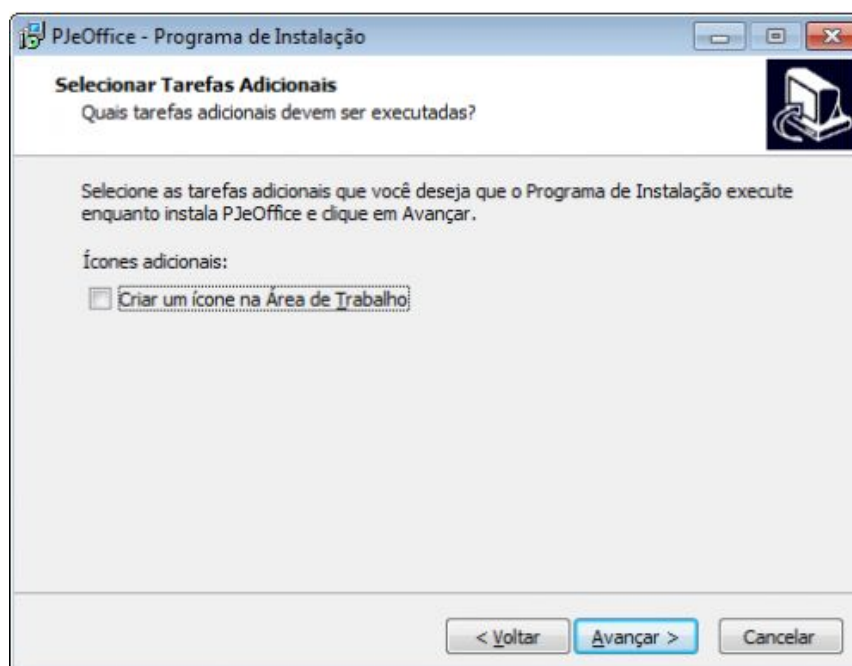 PJeOffice - Programa de Instalação
Selecionar Tarefas Adicionais
Quais tarefas adicionais devem ser executadas?
Selecione as tarefas adicionais que você deseja que o Programa de Instalação execute
enquanto instala PJeOffice e clique em Avançar.
Ícones adicionais:
Criar um ícone na Área de Trabalho
< Voltar Avançar > Cancelar